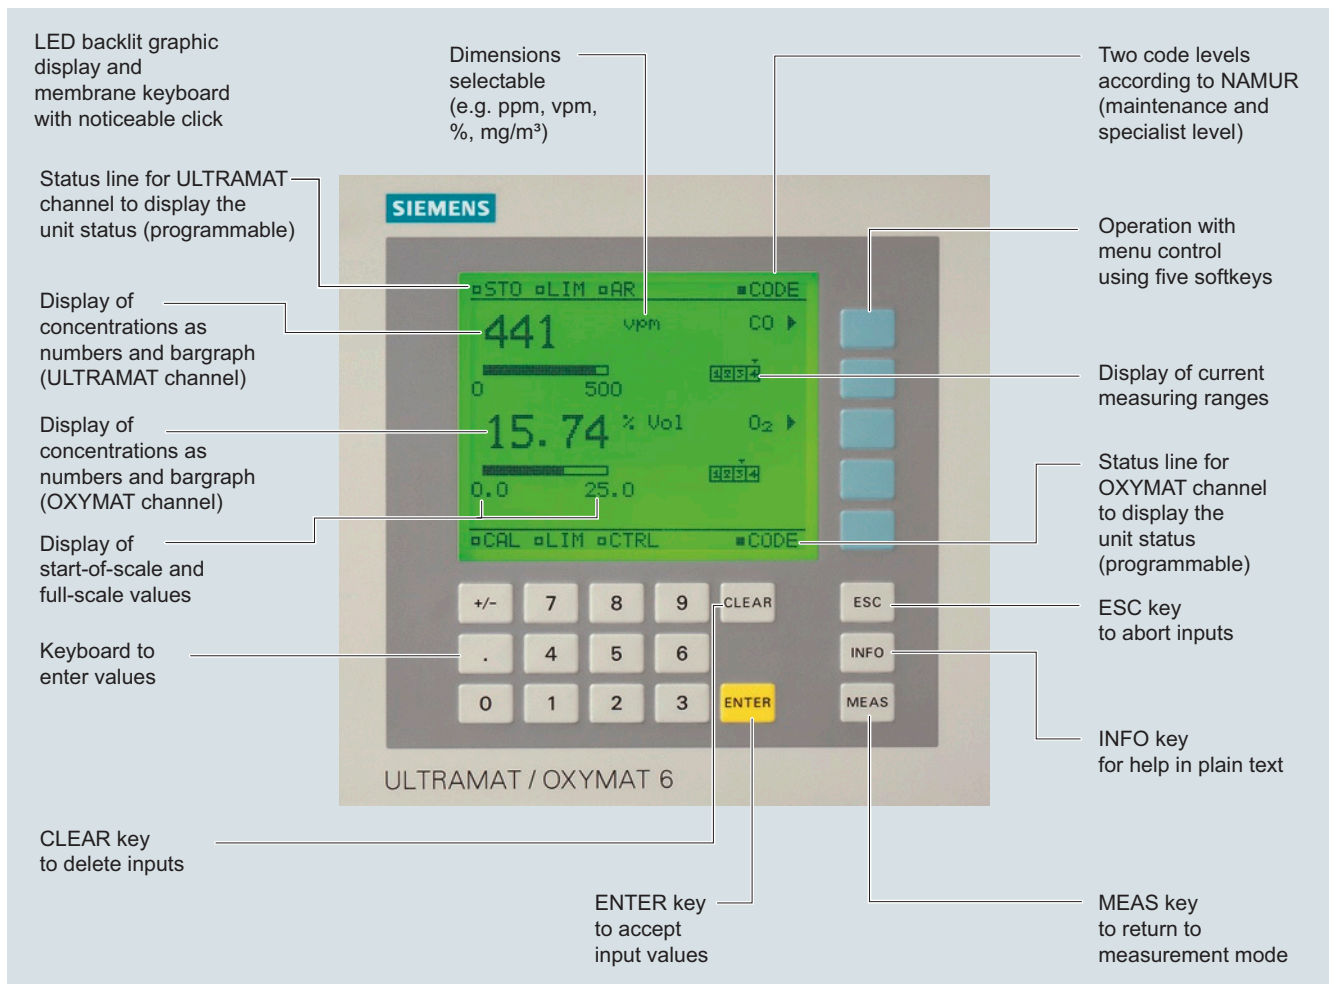 LED backlit graphic
display and
membrane keyboard
with noticeable click
Dimensions
selectable
(e.g. ppm, vpm,
%, mg/m³)
Two code levels
according to NAMUR
(maintenance and
specialist level)
Status line for ULTRAMAT
channel to display the
unit status (programmable)
Display of
concentrations as
numbers and bargraph
(ULTRAMAT channel)
Display of
concentrations as
numbers and bargraph
(OXYMAT channel)
Display of
start-of-scale and
full-scale values
Keyboard to
enter values
SIEMENS
STO LIM AR CODE
441 vpm CO
1 2 3 4
0 500
15.74 % Vol O₂
1 2 3 4
0.0 25.0
CAL LIM CTRL CODE
+/- 7 8 9 CLEAR ESC
. 4 5 6 INFO
0 1 2 3 ENTER MEAS
ULTRAMAT / OXYMAT 6
Operation with
menu control
using five softkeys
Display of current
measuring ranges
Status line for
OXYMAT channel
to display the
unit status
(programmable)
ESC key
to abort inputs
INFO key
for help in plain text
CLEAR key
to delete inputs
ENTER key
to accept
input values
MEAS key
to return to
measurement mode